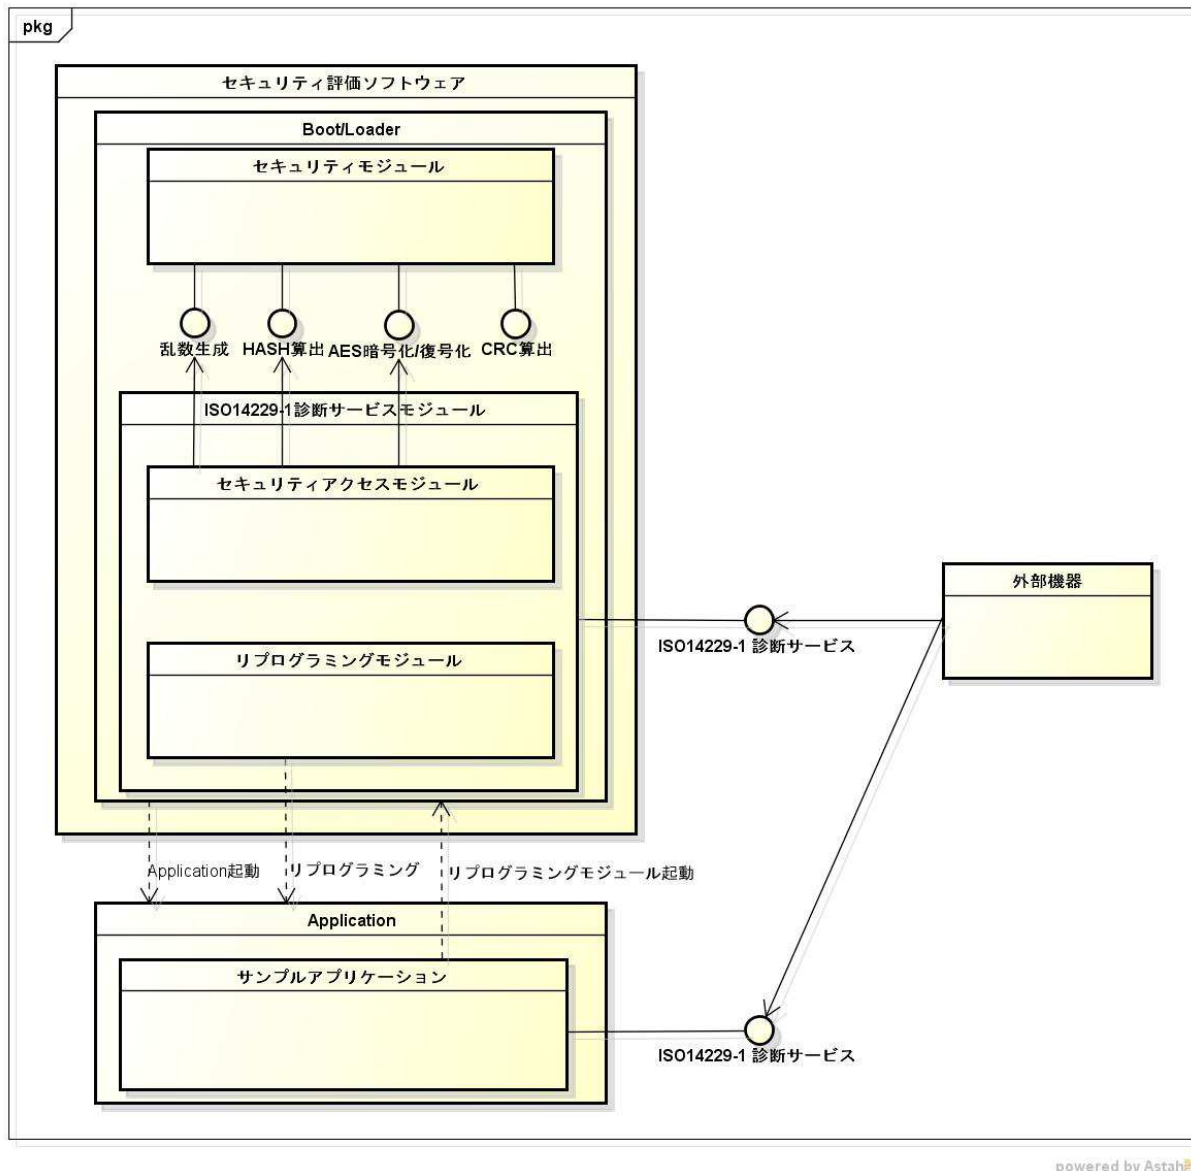 pkg
セキュリティ評価ソフトウェア
Boot/Loader
セキュリティモジュール
乱数生成
HASH算出
AES暗号化/復号化
CRC算出
ISO14229-1診断サービスモジュール
セキュリティアクセスモジュール
外部機器
ISO14229-1 診断サービス
リプログラミングモジュール
Application起動
リプログラミング
リプログラミングモジュール起動
Application
サンプルアプリケーション
ISO14229-1 診断サービス
powered by Astah